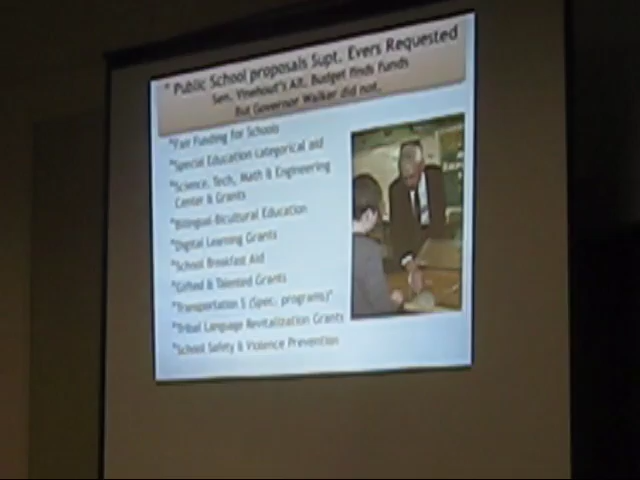 " Public School proposals Supt. Evers Requested
Sen. Vinehout's Alt. Budget finds funds
But Governor Walker did not.
"Fair Funding for Schools
"Special Education categorical aid
"Science, Tech, Math & Engineering
Center & Grants
"Bilingual-Bicultural Education
"Digital Learning Grants
"School Breakfast Aid
"Gifted & Talented Grants
"Transportation $ (Spec. programs)"
"Tribal Language Revitalization Grants
"School Safety & Violence Prevention